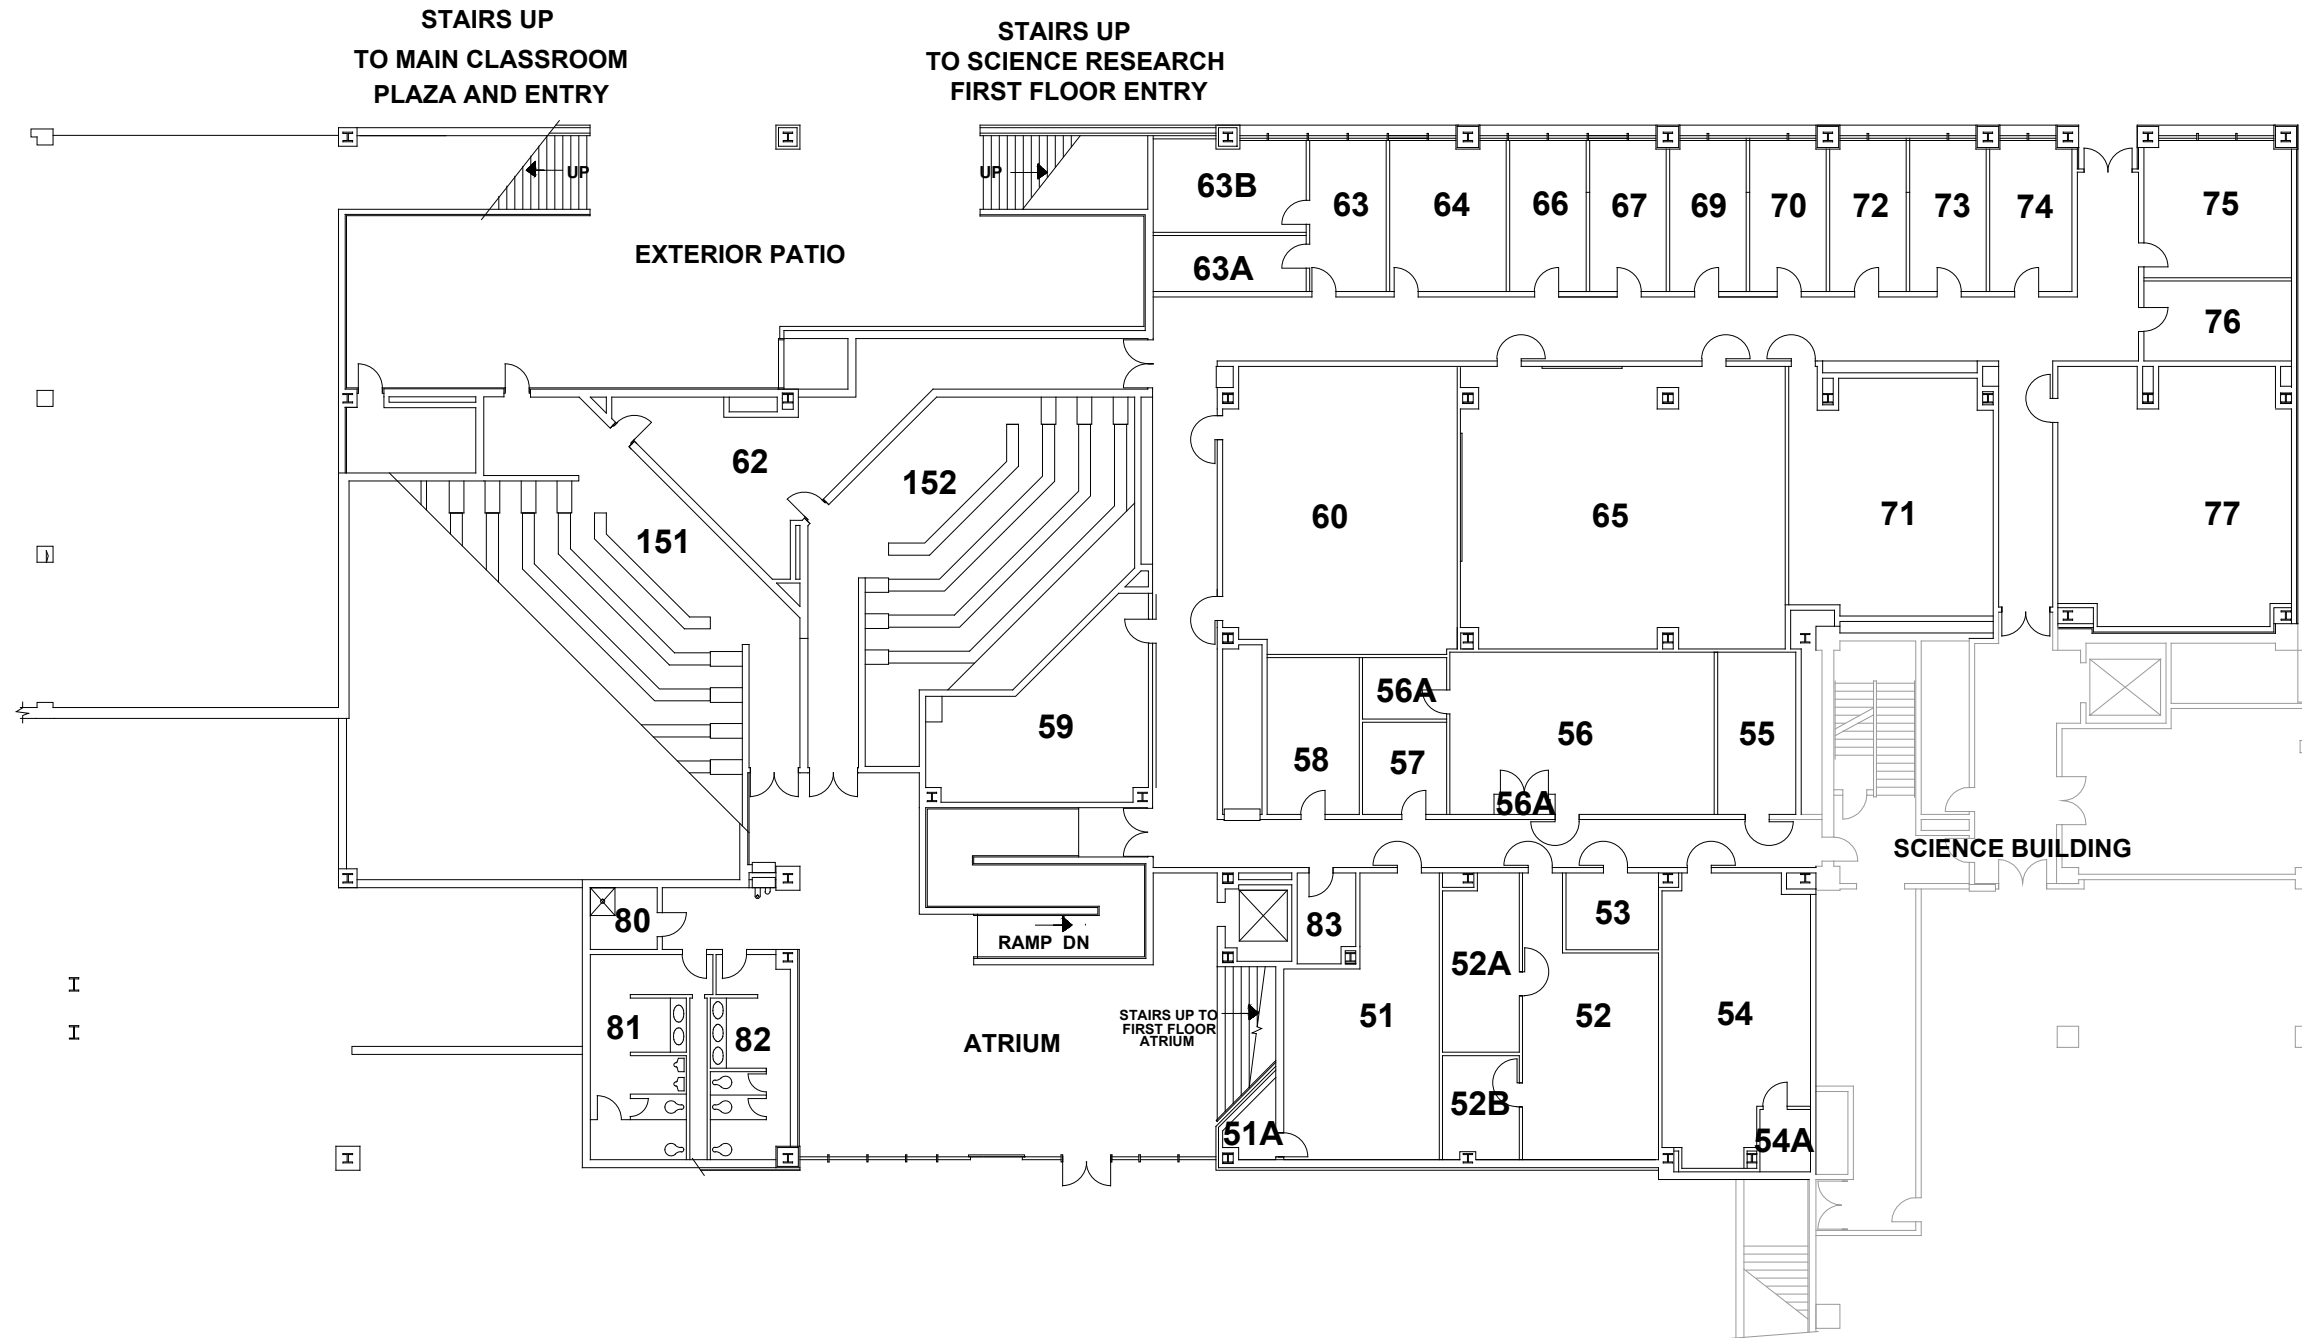 STAIRS UP
TO MAIN CLASSROOM
PLAZA AND ENTRY
STAIRS UP
TO SCIENCE RESEARCH
FIRST FLOOR ENTRY
UP
UP
63B
63
64
66
67
69
70
72
73
74
75
EXTERIOR PATIO
63A
76
62
152
151
60
65
71
77
56A
59
58
57
56
55
56A
SCIENCE BUILDING
80
83
53
RAMP DN
52A
81
82
ATRIUM
STAIRS UP TO
FIRST FLOOR
ATRIUM
51
52
54
52B
51A
54A